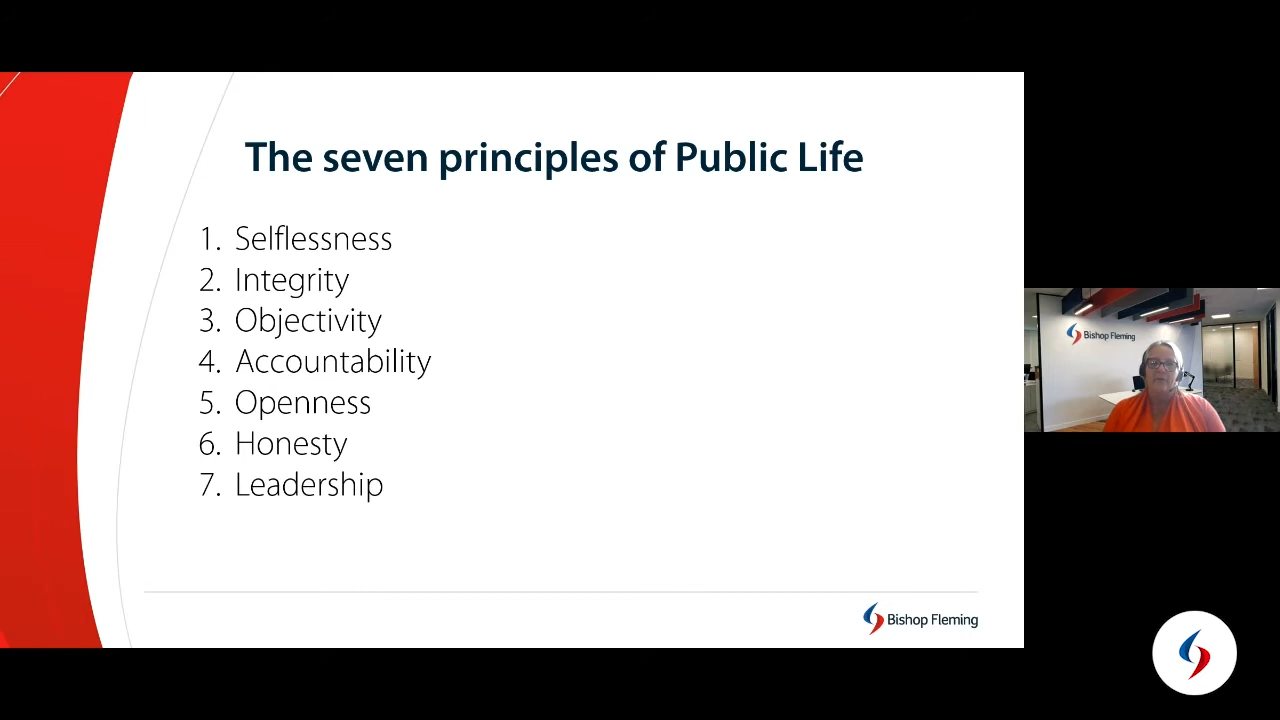 The seven principles of Public Life
1. Selflessness
2. Integrity
3. Objectivity
4. Accountability
5. Openness
6. Honesty
7. Leadership
Bishop Fleming
Bishop Fleming